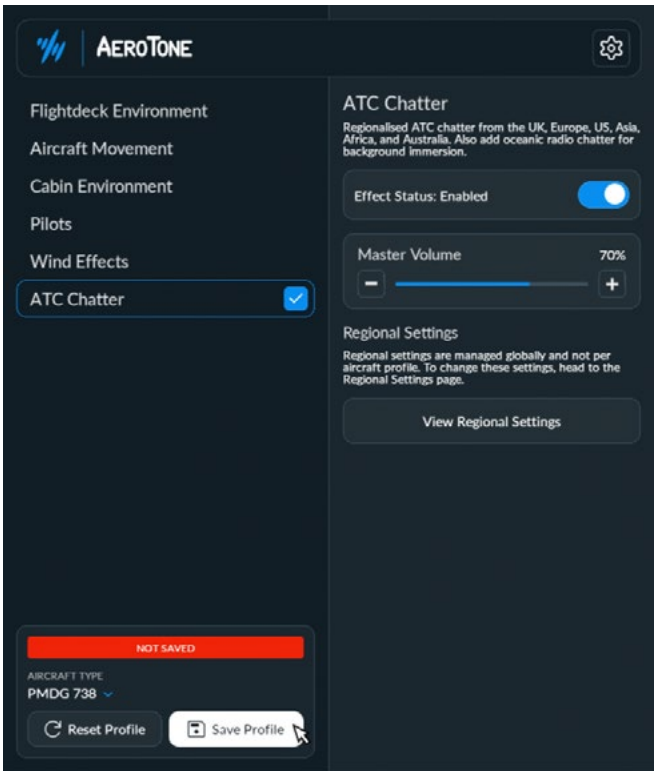 AEROTONE
Flightdeck Environment
Aircraft Movement
Cabin Environment
Pilots
Wind Effects
ATC Chatter
ATC Chatter
Regionalised ATC chatter from the UK, Europe, US, Asia,
Africa, and Australia. Also add oceanic radio chatter for
background immersion.
Effect Status: Enabled
Master Volume 70%
Regional Settings
Regional settings are managed globally and not per
aircraft profile. To change these settings, head to the
Regional Settings page.
View Regional Settings
NOT SAVED
AIRCRAFT TYPE
PMDG 738
Reset Profile Save Profile